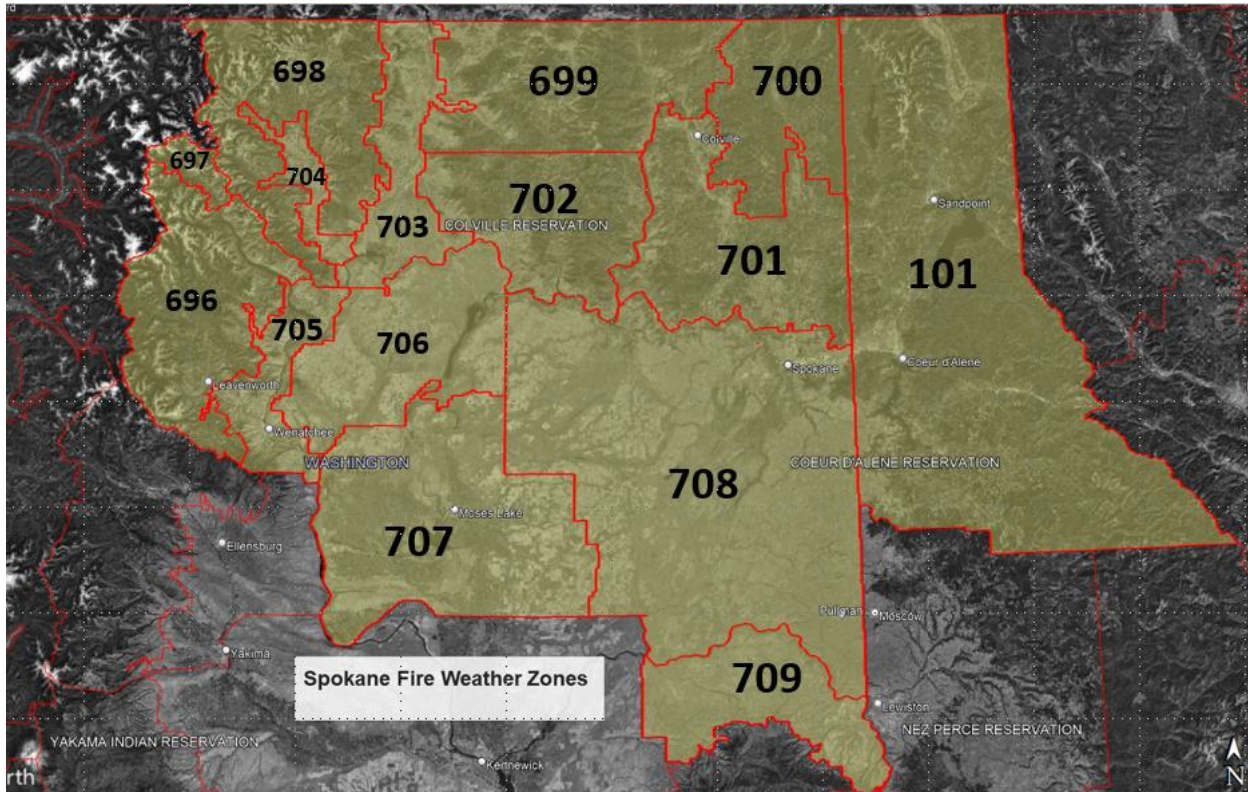 rd
698
699
700
Colville
697
704
702
703
COLVILLE RESERVATION
Sandpoint
701
101
696
705
706
Coeur d'Alene
Spokane
Leavenworth
Wenatchee
WASHINGTON
COEUR D'ALENE RESERVATION
708
Moses Lake
707
Ellensburg
Pullman
Moscow
Yakima
Spokane Fire Weather Zones
709
Lewiston
NEZ PERCE RESERVATION
YAKAMA INDIAN RESERVATION
Kennewick
rth
N